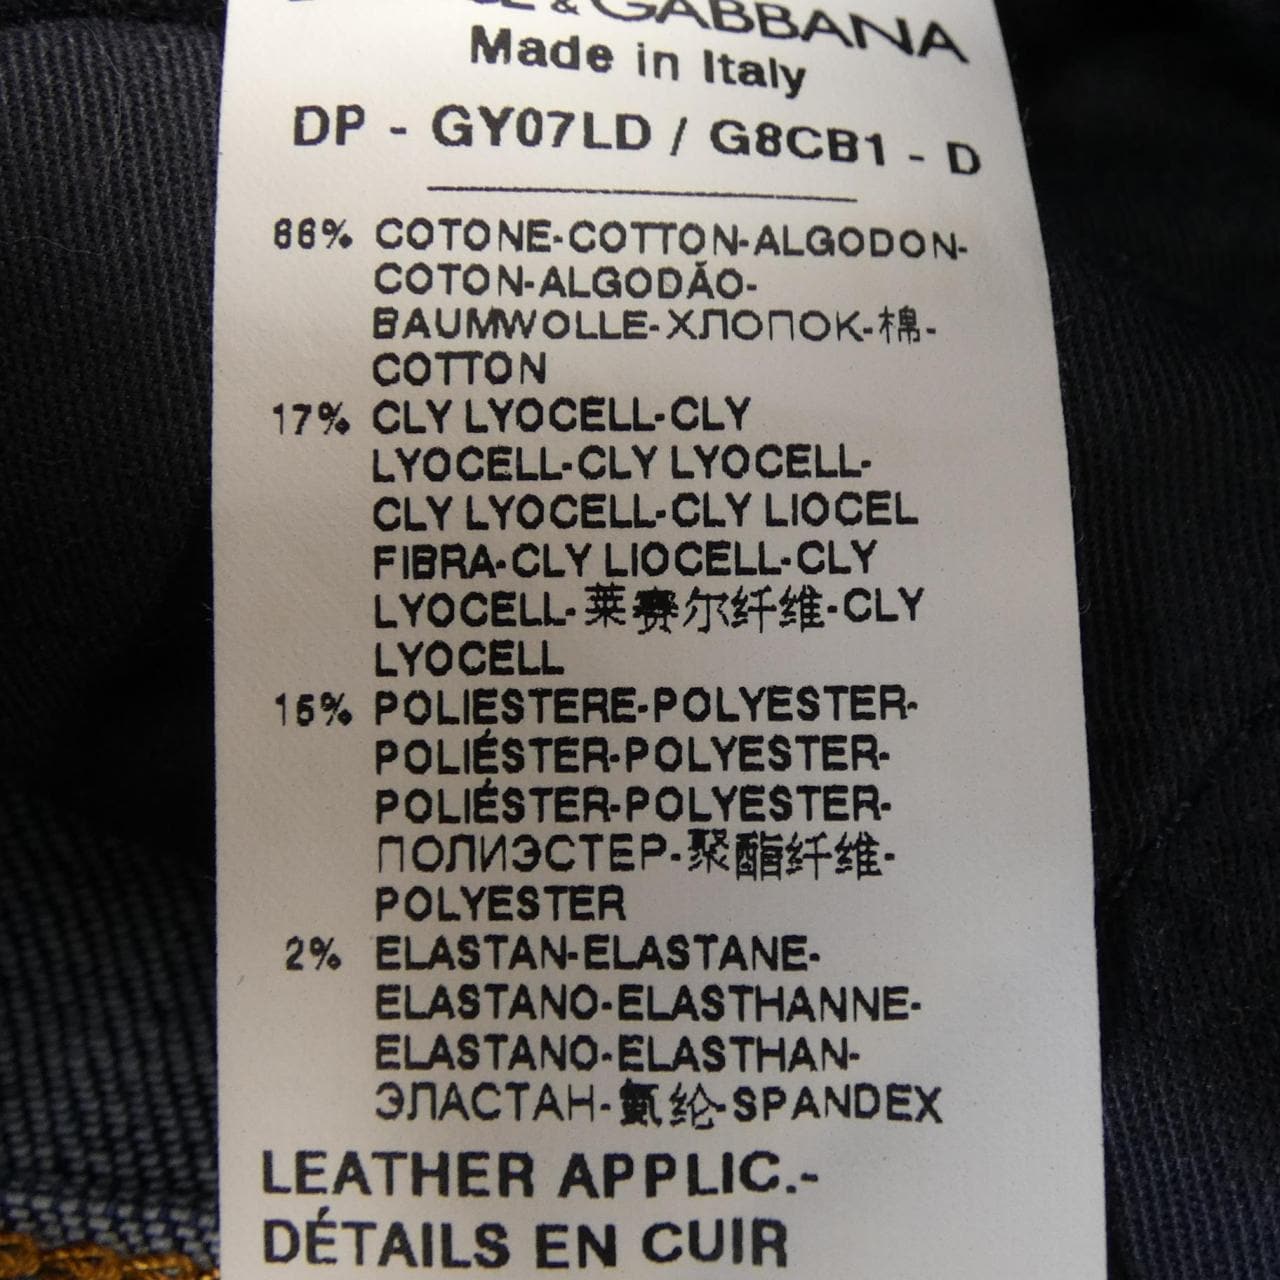 & GABBANA
Made in Italy
DP - GY07LD / G8CB1 - D
66% COTONE-COTTON-ALGODON-
COTON-ALGODÃO-
BAUMWOLLE-ХЛОПОК-棉-
COTTON
17% CLY LYOCELL-CLY
LYOCELL-CLY LYOCELL-
CLY LYOCELL-CLY LIOCEL
FIBRA-CLY LIOCELL-CLY
LYOCELL-莱赛尔纤维-CLY
LYOCELL
15% POLIESTERE-POLYESTER-
POLIÉSTER-POLYESTER-
POLIÉSTER-POLYESTER-
ПОЛИЭСТЕР-聚酯纤维-
POLYESTER
2% ELASTAN-ELASTANE-
ELASTANO-ELASTHANNE-
ELASTANO-ELASTHAN-
ЭЛАСТАН-氨纶-SPANDEX
LEATHER APPLIC.-
DÉTAILS EN CUIR